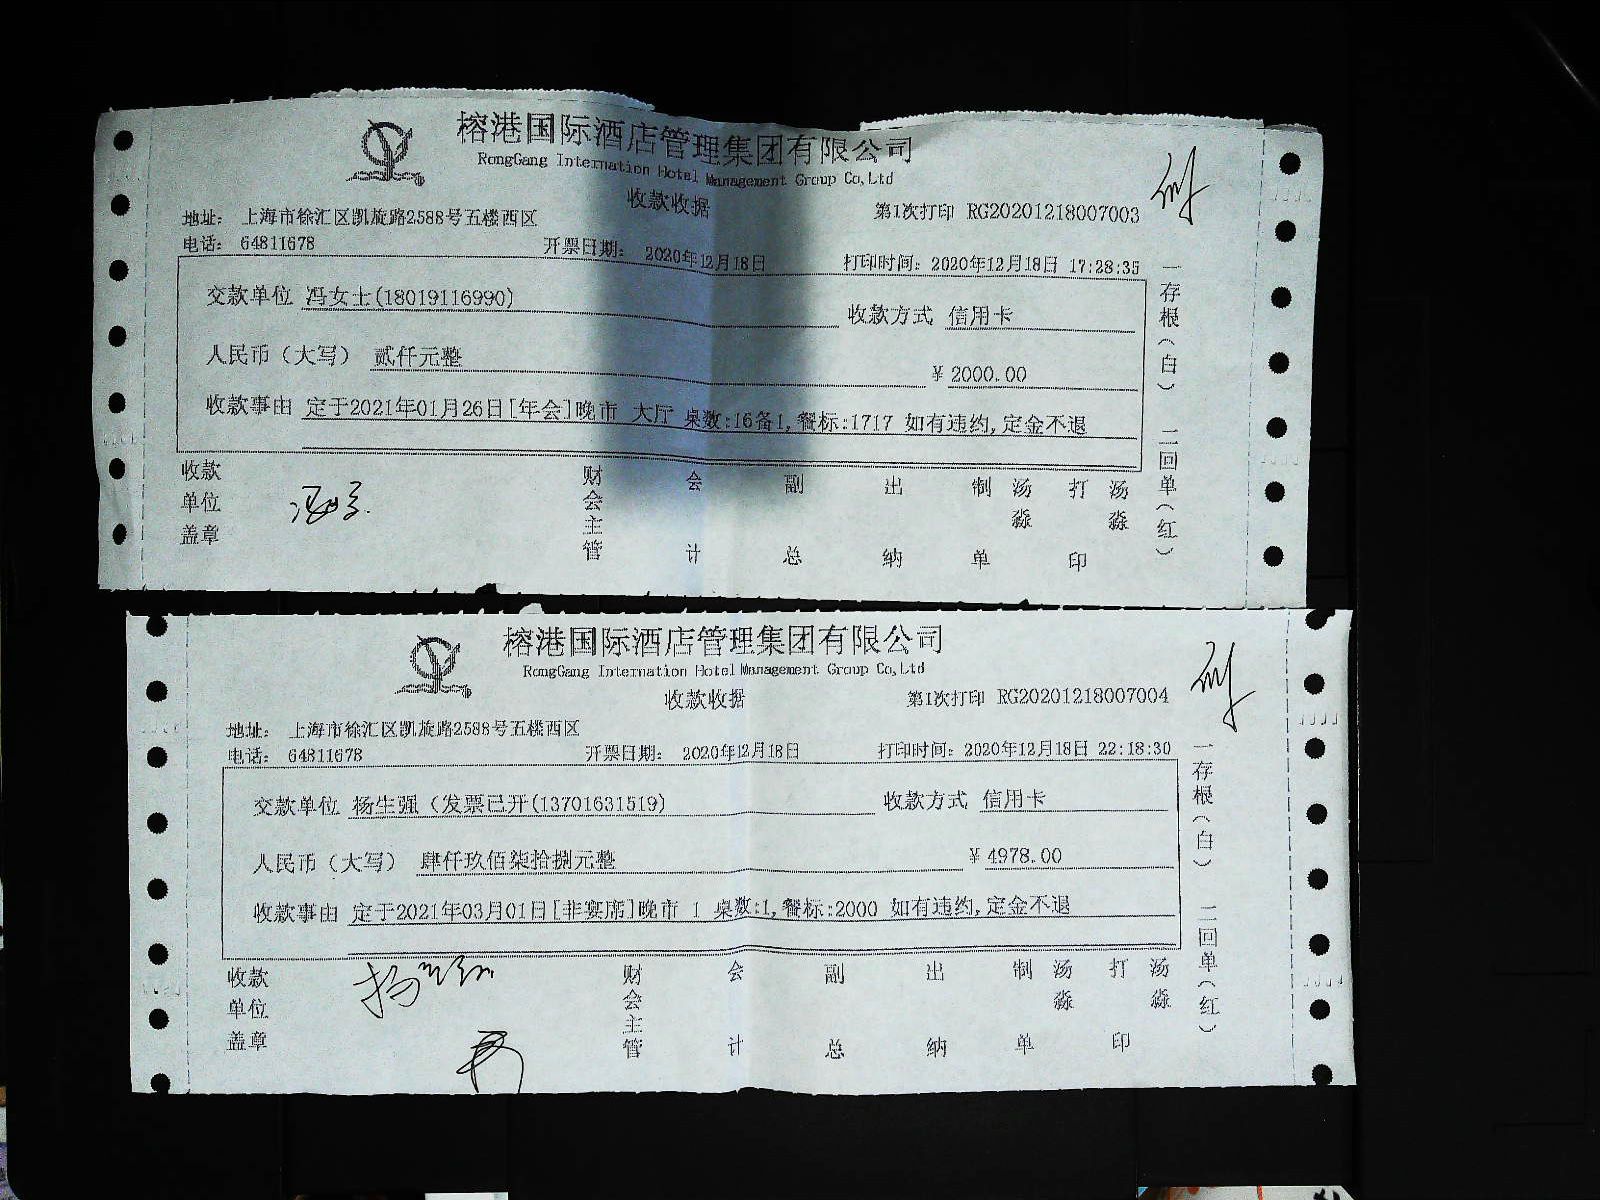 榕港国际酒店管理集团有限公司
RongGang Internation Hotel Management Group Co,Ltd
收款收据
第1次打印 RG20201218007003
地址： 上海市徐汇区凯旋路2588号五楼西区
电话： 64811678 开票日期： 2020年12月18日 打印时间：2020年12月18日 17:28:35
交款单位 冯女士(18019116990) 收款方式 信用卡
人民币（大写） 贰仟元整 ¥ 2000.00
收款事由 定于2021年01月26日[年会]晚市 大厅 桌数:16备1,餐标:1717 如有违约,定金不退
收款单位盖章 财会主管 会计 副总 出纳 制单 汤淼 打印 汤淼
一存根（白） 二回单（红）
榕港国际酒店管理集团有限公司
RongGang Internation Hotel Management Group Co,Ltd
收款收据
第1次打印 RG20201218007004
地址： 上海市徐汇区凯旋路2588号五楼西区
电话： 64811678 开票日期： 2020年12月18日 打印时间：2020年12月18日 22:18:30
交款单位 杨生强（发票已开(13701631519) 收款方式 信用卡
人民币（大写） 肆仟玖佰柒拾捌元整 ¥ 4978.00
收款事由 定于2021年03月01日[非宴席]晚市 1 桌数:1,餐标:2000 如有违约,定金不退
收款单位盖章 财会主管 会计 副总 出纳 制单 汤淼 打印 汤淼
一存根（白） 二回单（红）